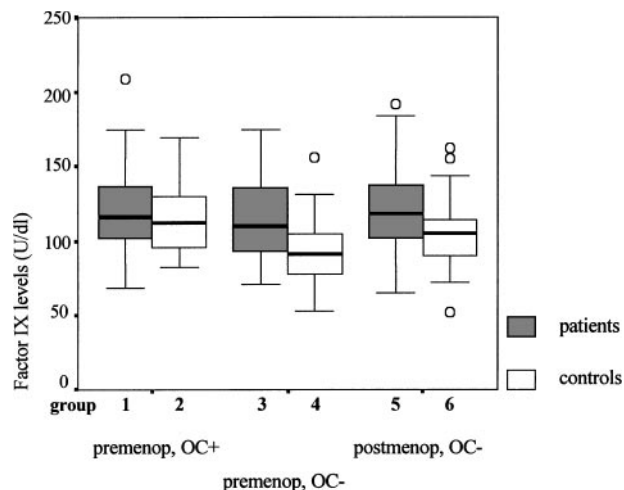 250
200
150
100
50
0
Factor IX levels (U/dl)
group 1 2 3 4 5 6
premenop, OC+ postmenop, OC-
premenop, OC-
patients
controls